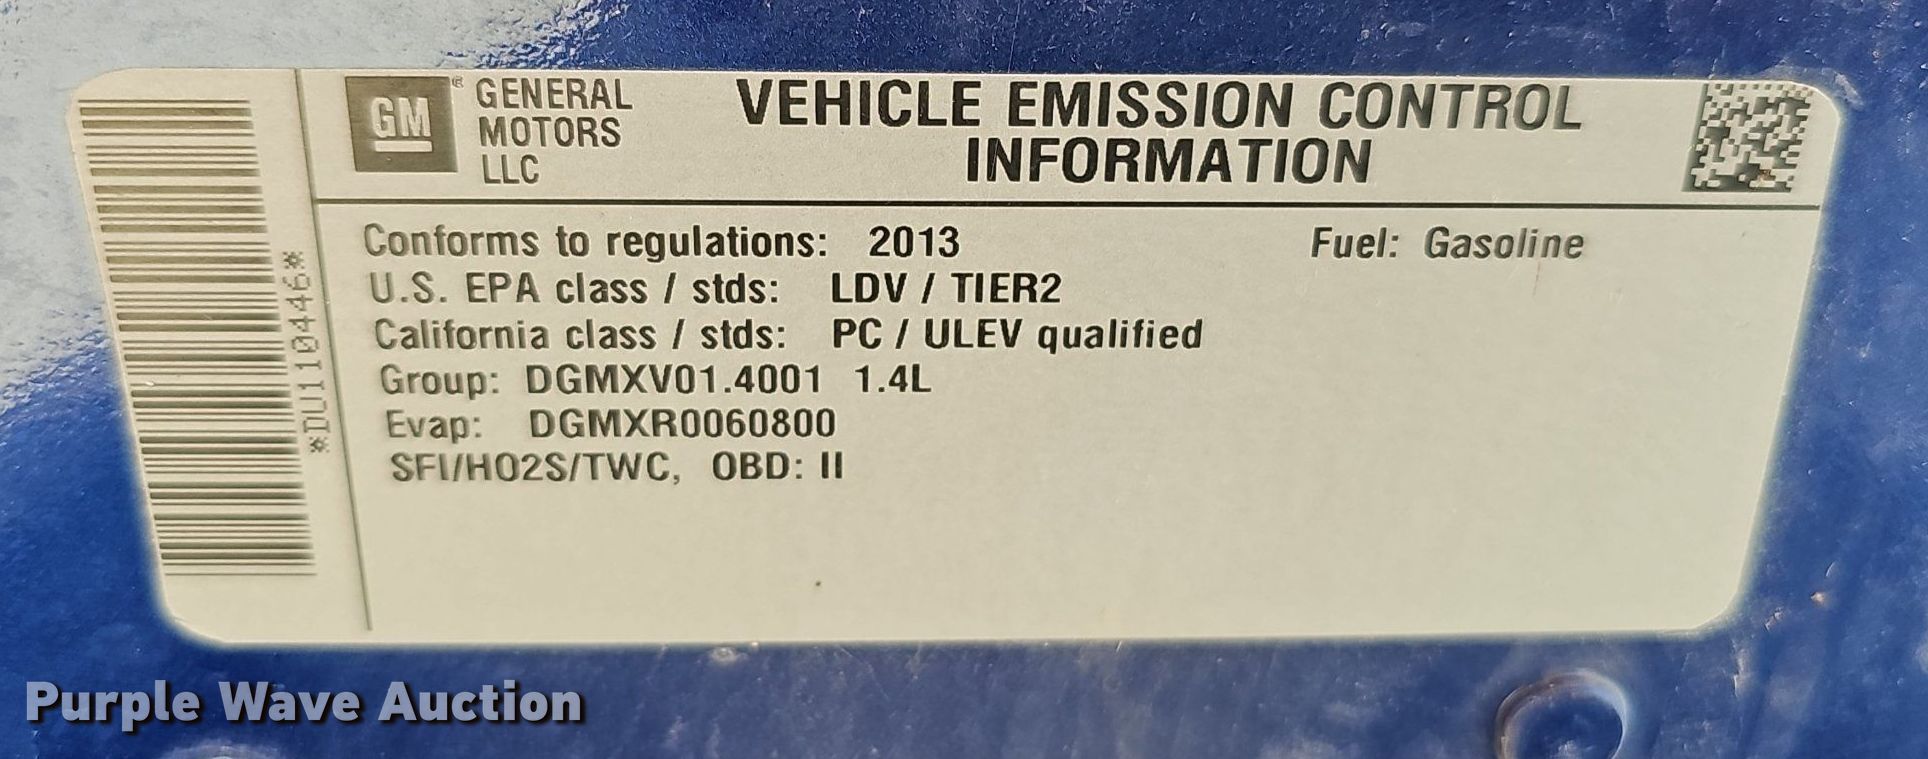 GM ®
GENERAL
MOTORS
LLC
VEHICLE EMISSION CONTROL
INFORMATION
*DU1110446*
Conforms to regulations: 2013 Fuel: Gasoline
U.S. EPA class / stds: LDV / TIER2
California class / stds: PC / ULEV qualified
Group: DGMXV01.4001 1.4L
Evap: DGMXR0060800
SFI/HO2S/TWC, OBD: II
Purple Wave Auction